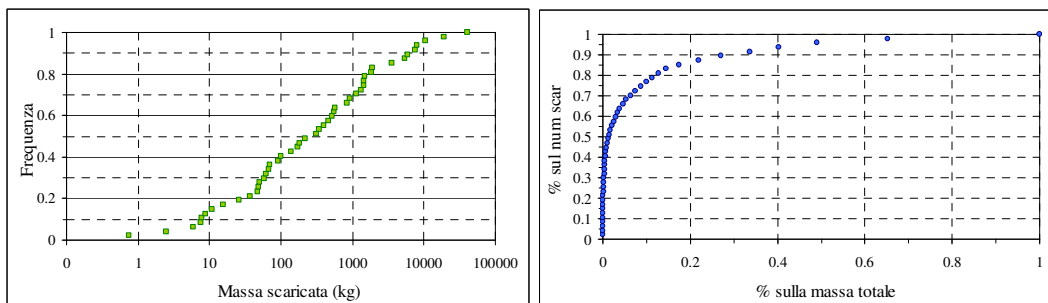 1
0.8
0.6
0.4
0.2
0
Frequenza
0 1 10 100 1000 10000 100000
Massa scaricata (kg)
1
0.9
0.8
0.7
0.6
0.5
0.4
0.3
0.2
0.1
0
% sul num scar
0 0.2 0.4 0.6 0.8 1
% sulla massa totale